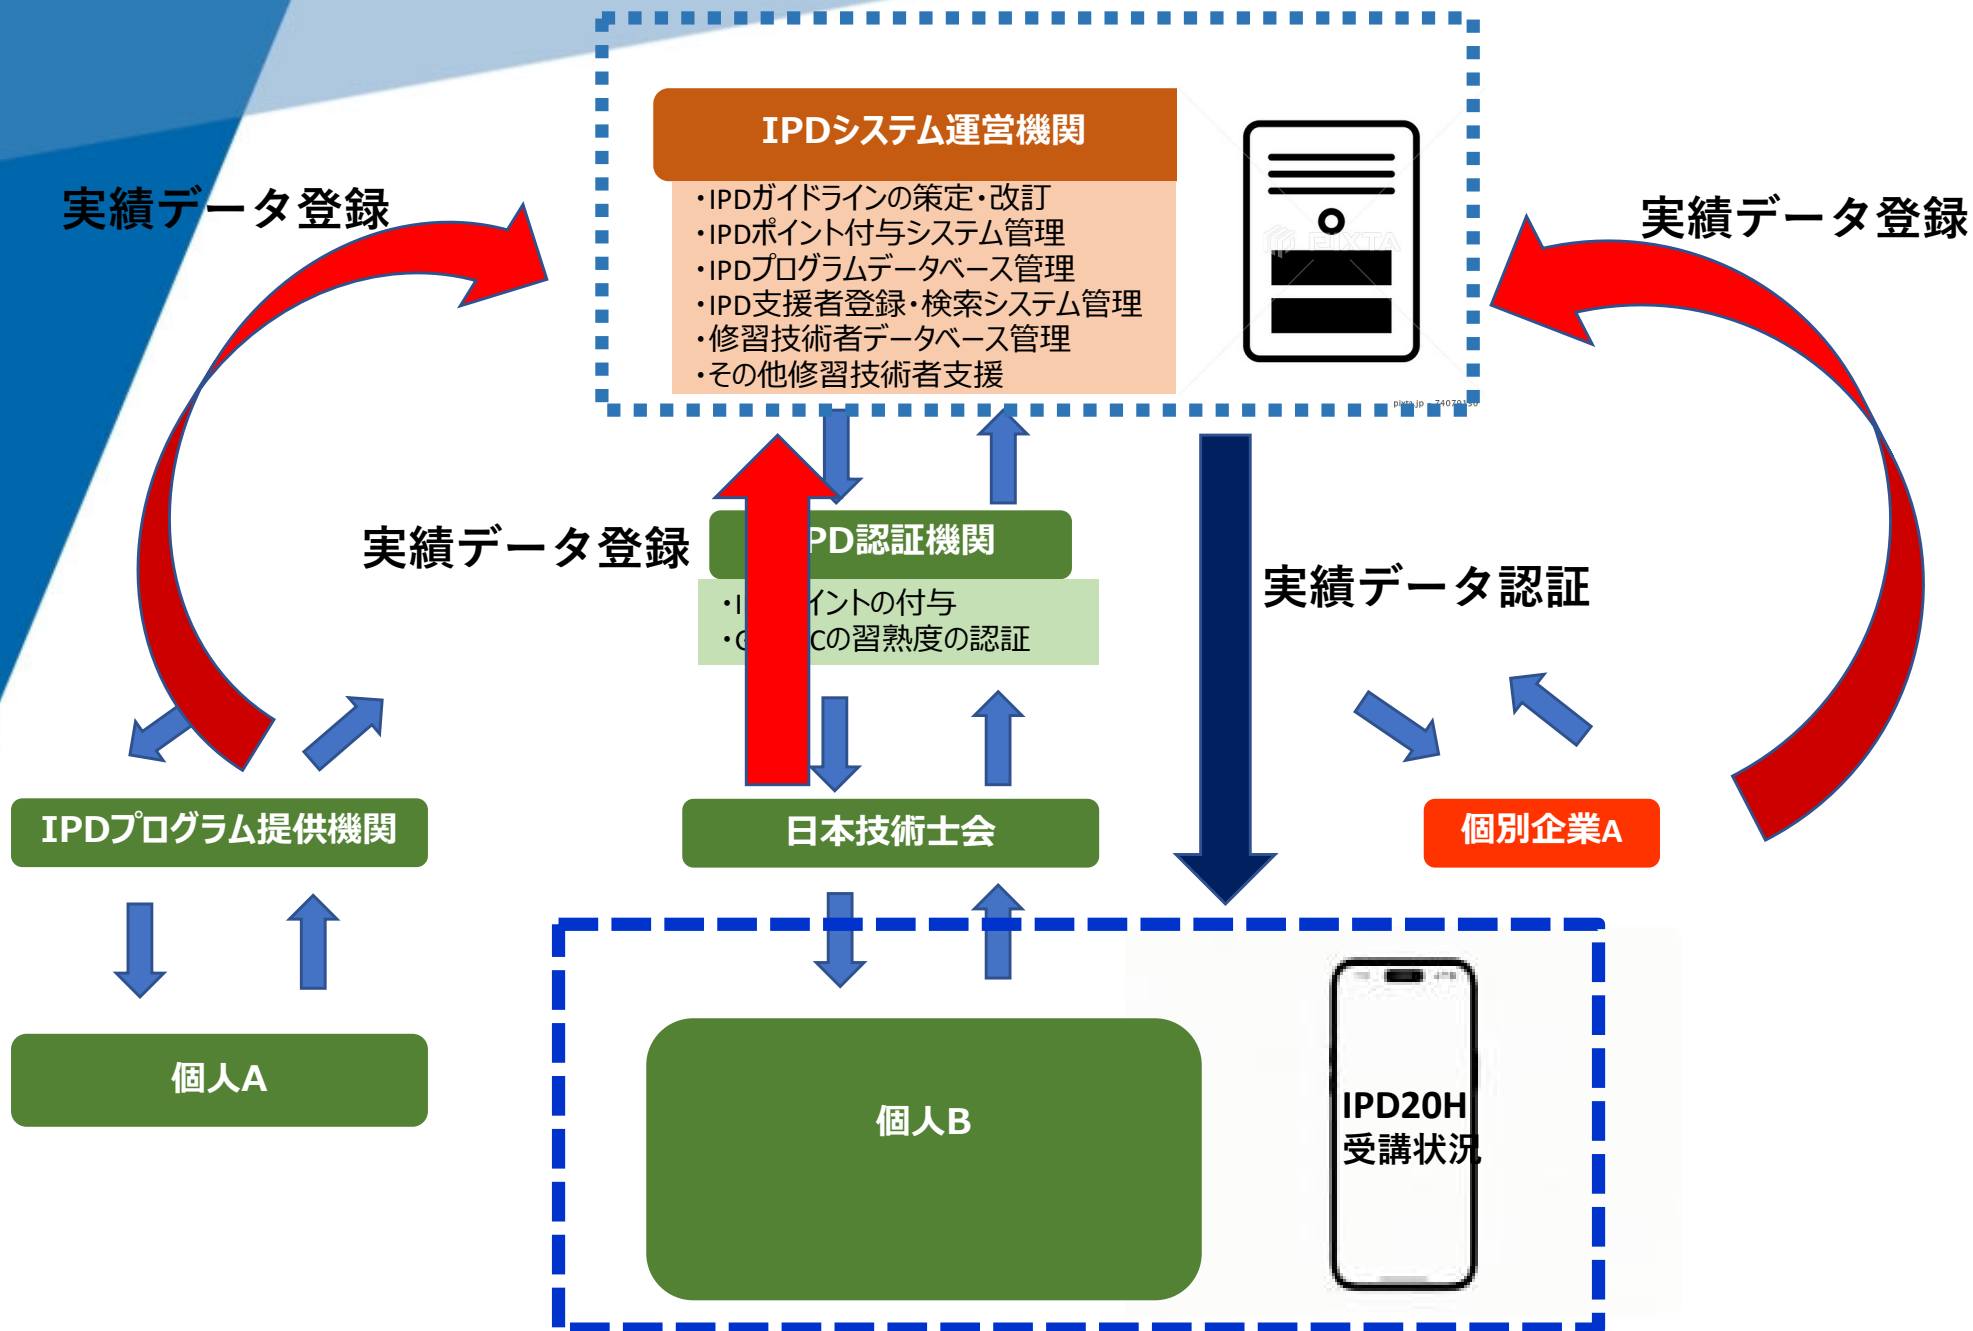 IPDシステム運営機関
・IPDガイドラインの策定・改訂
・IPDポイント付与システム管理
・IPDプログラムデータベース管理
・IPD支援者登録・検索システム管理
・修習技術者データベース管理
・その他修習技術者支援
PIXTA
pixta.jp
実績データ登録
実績データ登録
実績データ登録
PD認証機関
イントの付与
Cの習熟度の認証
実績データ認証
IPDプログラム提供機関
日本技術士会
個別企業A
個人A
個人B
IPD20H
受講状況